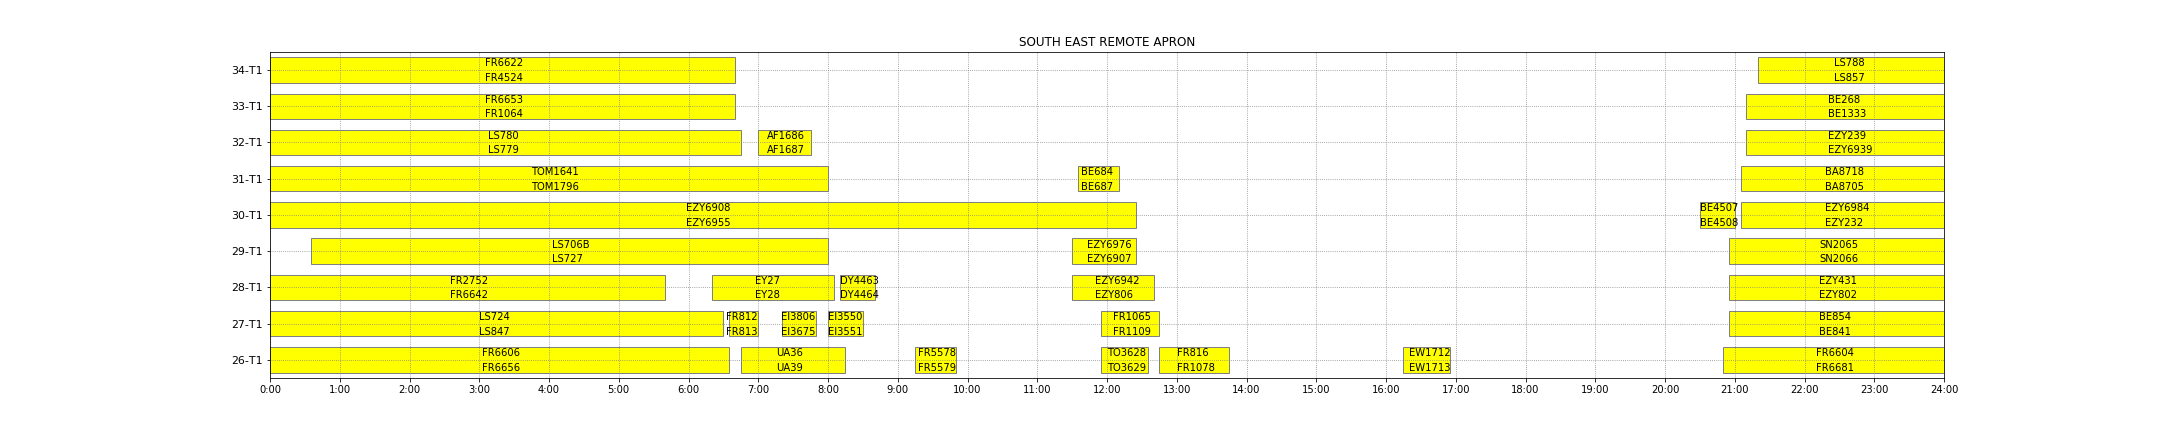 SOUTH EAST REMOTE APRON
34-T1
FR6622
FR4524
LS788
LS857
33-T1
FR6653
FR1064
BE268
BE1333
32-T1
LS780
LS779
AF1686
AF1687
EZY239
EZY6939
31-T1
TOM1641
TOM1796
BE684
BE687
BA8718
BA8705
30-T1
EZY6908
EZY6955
BE4507
BE4508
EZY6984
EZY232
29-T1
LS706B
LS727
EZY6976
EZY6907
SN2065
SN2066
28-T1
FR2752
FR6642
EY27
EY28
DY4463
DY4464
EZY6942
EZY806
EZY431
EZY802
27-T1
LS724
LS847
FR812
FR813
EI3806
EI3675
EI3550
EI3551
FR1065
FR1109
BE854
BE841
26-T1
FR6606
FR6656
UA36
UA39
FR5578
FR5579
TO3628
TO3629
FR816
FR1078
EW1712
EW1713
FR6604
FR6681
0:00 1:00 2:00 3:00 4:00 5:00 6:00 7:00 8:00 9:00 10:00 11:00 12:00 13:00 14:00 15:00 16:00 17:00 18:00 19:00 20:00 21:00 22:00 23:00 24:00